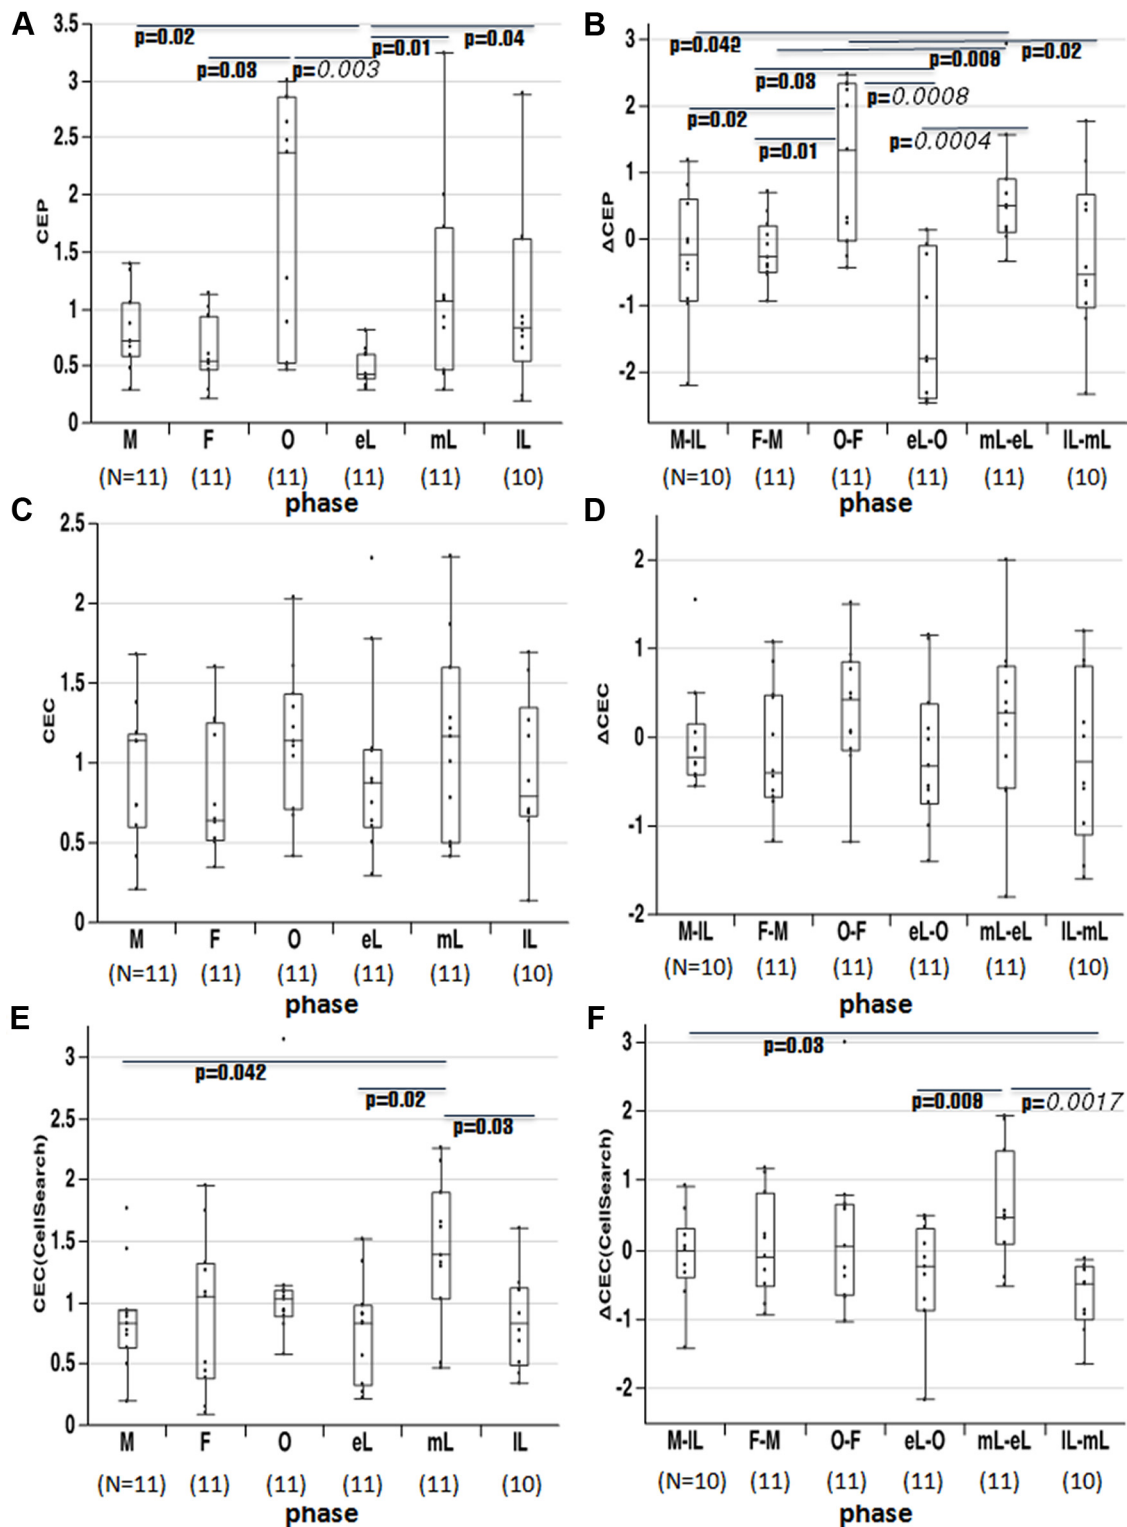 A
3.5
3
2.5
2
1.5
1
0.5
0
CEP
p=0.02
p=0.01
p=0.04
p=0.03
p=0.003
M F O eL mL lL
(N=11) (11) (11) (11) (11) (10)
phase
B
3
2
1
0
-1
-2
ΔCEP
p=0.042
p=0.02
p=0.009
p=0.03
p=0.0008
p=0.02
p=0.0004
p=0.01
M-lL F-M O-F eL-O mL-eL lL-mL
(N=10) (11) (11) (11) (11) (10)
phase
C
2.5
2
1.5
1
0.5
0
CEC
M F O eL mL lL
(N=11) (11) (11) (11) (11) (10)
phase
D
2
1
0
-1
-2
ΔCEC
M-lL F-M O-F eL-O mL-eL lL-mL
(N=10) (11) (11) (11) (11) (10)
phase
E
3
2.5
2
1.5
1
0.5
0
CEC(CellSearch)
p=0.042
p=0.02
p=0.03
M F O eL mL lL
(N=11) (11) (11) (11) (11) (10)
phase
F
3
2
1
0
-1
-2
ΔCEC(CellSearch)
p=0.03
p=0.009
p=0.0017
M-lL F-M O-F eL-O mL-eL lL-mL
(N=10) (11) (11) (11) (11) (10)
phase